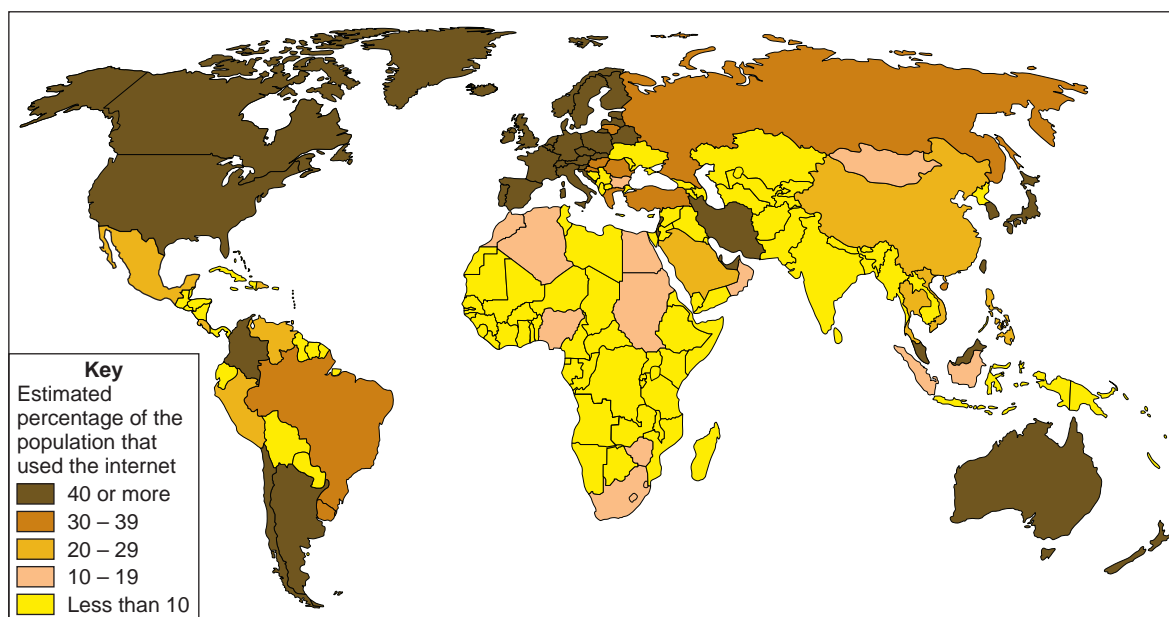 Key
Estimated
percentage of the
population that
used the internet
40 or more
30 – 39
20 – 29
10 – 19
Less than 10